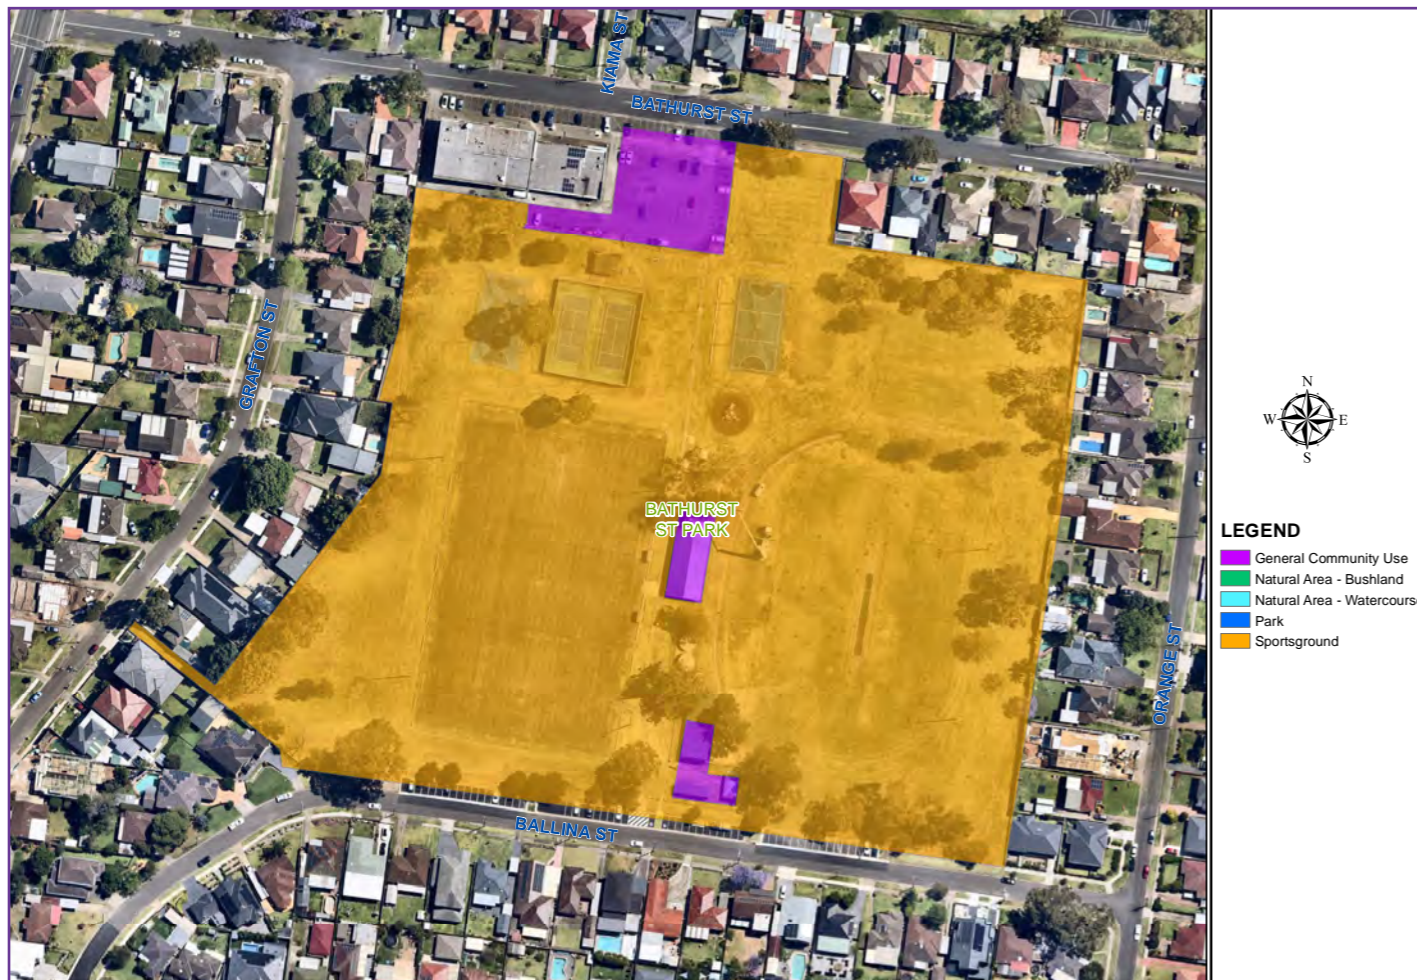 KIAMA ST
BATHURST ST
GRAFTON ST
BATHURST
ST PARK
ORANGE ST
BALLINA ST
N
W
E
S
LEGEND
General Community Use
Natural Area - Bushland
Natural Area - Watercours
Park
Sportsground